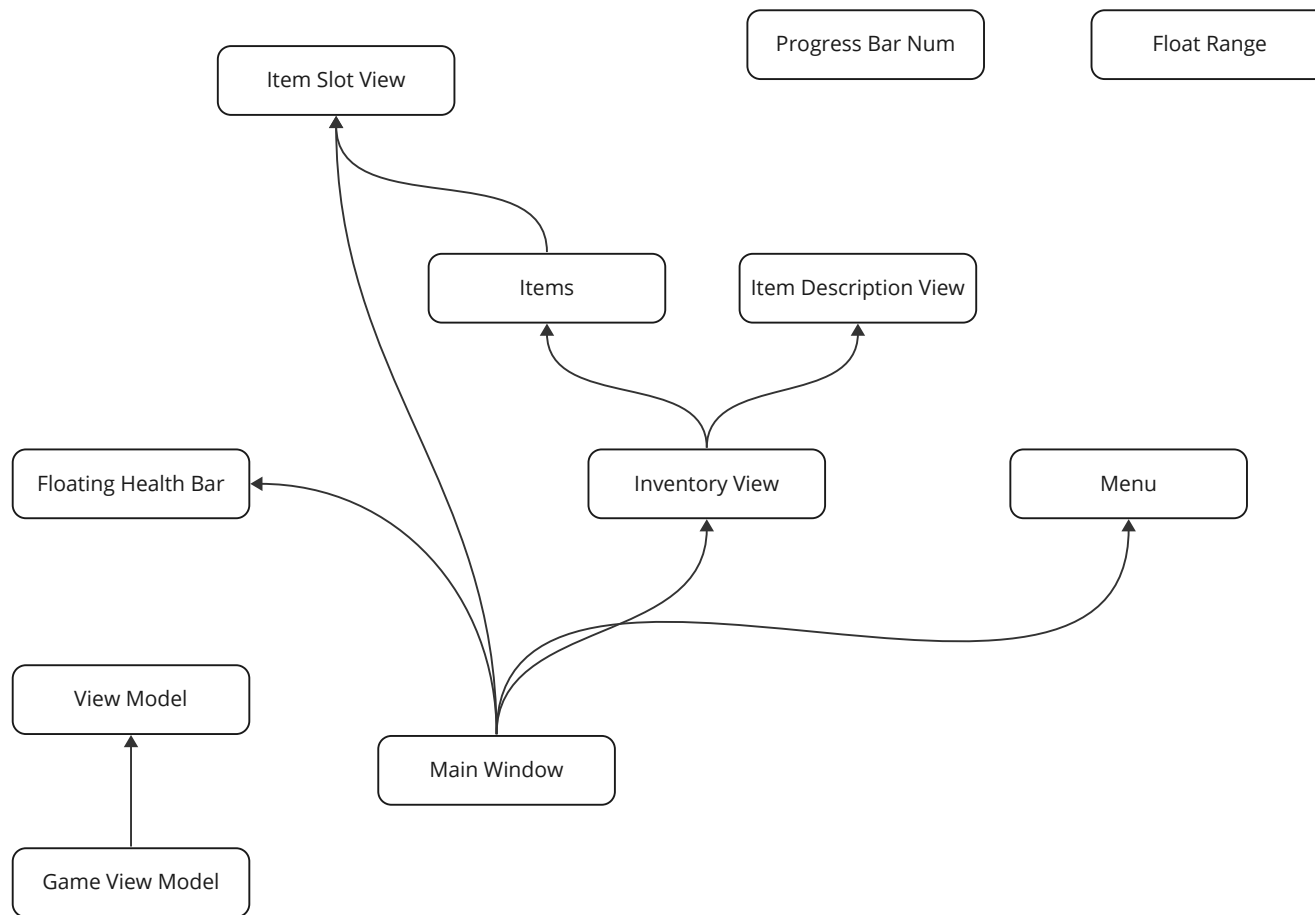 Progress Bar Num
Float Range
Item Slot View
Items
Item Description View
Floating Health Bar
Inventory View
Menu
View Model
Main Window
Game View Model